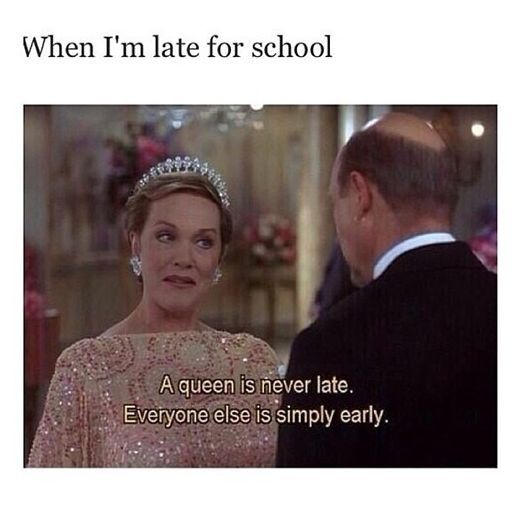 When I'm late for school
A queen is never late.
Everyone else is simply early.